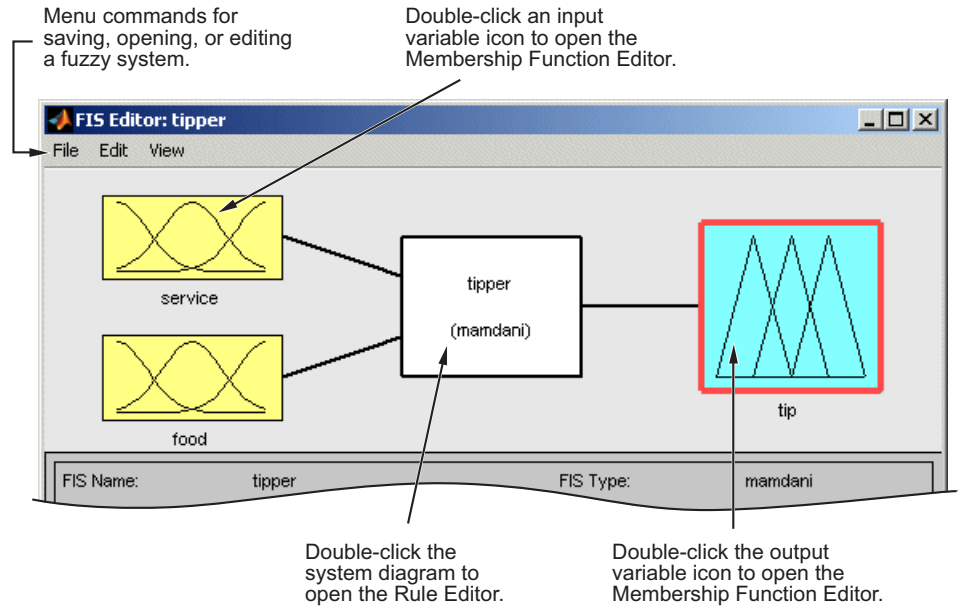 Menu commands for
saving, opening, or editing
a fuzzy system.
Double-click an input
variable icon to open the
Membership Function Editor.
FIS Editor: tipper
File Edit View
service
food
tipper
(mamdani)
tip
FIS Name: tipper FIS Type: mamdani
Double-click the
system diagram to
open the Rule Editor.
Double-click the output
variable icon to open the
Membership Function Editor.